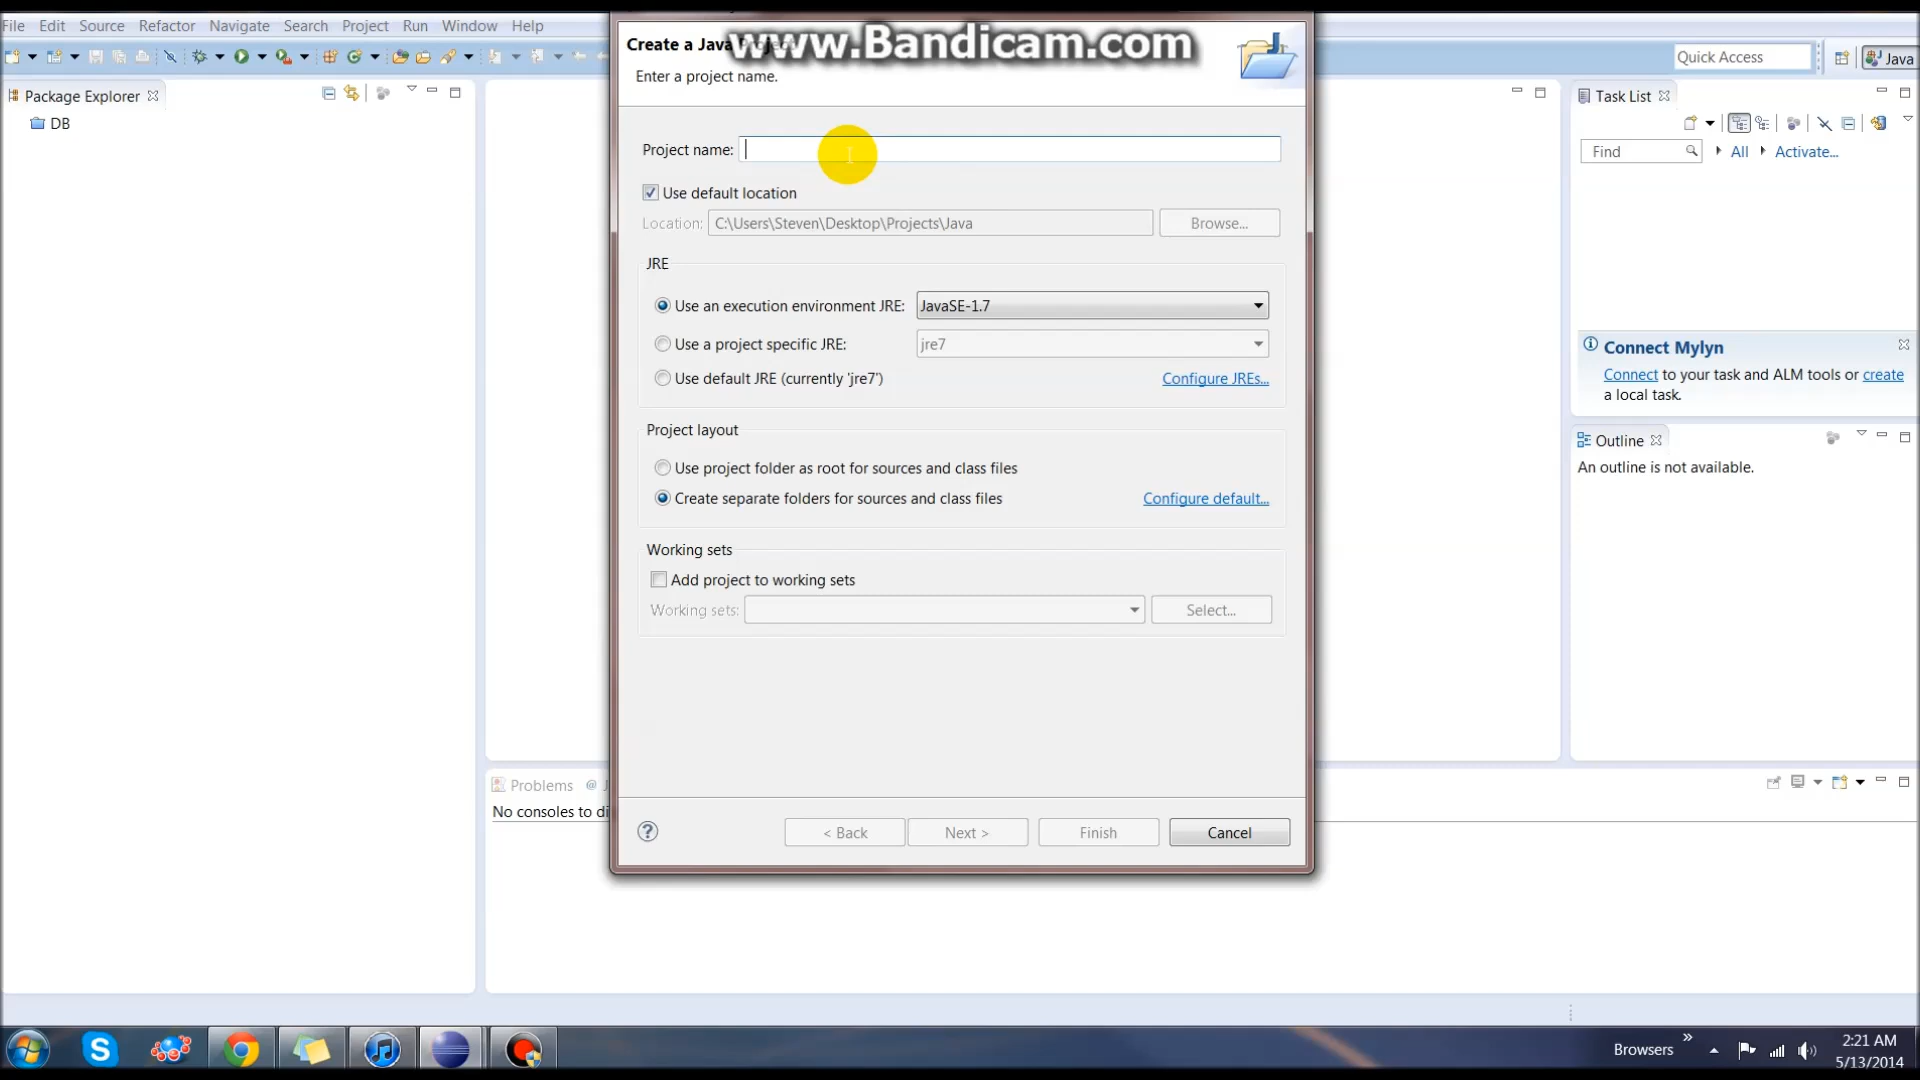 File Edit Source Refactor Navigate Search Project Run Window Help
www.Bandicam.com
Create a Java
Enter a project name.
Quick Access
Java
Package Explorer
DB
Project name:
Use default location
Location: C:\Users\Steven\Desktop\Projects\Java Browse...
JRE
Use an execution environment JRE: JavaSE-1.7
Use a project specific JRE: jre7
Use default JRE (currently 'jre7') Configure JREs...
Project layout
Use project folder as root for sources and class files
Create separate folders for sources and class files Configure default...
Working sets
Add project to working sets
Working sets: Select...
< Back Next > Finish Cancel
Task List
Find All Activate...
Connect Mylyn
Connect to your task and ALM tools or create
a local task.
Outline
An outline is not available.
Problems @ J
No consoles to di
Browsers
2:21 AM
5/13/2014